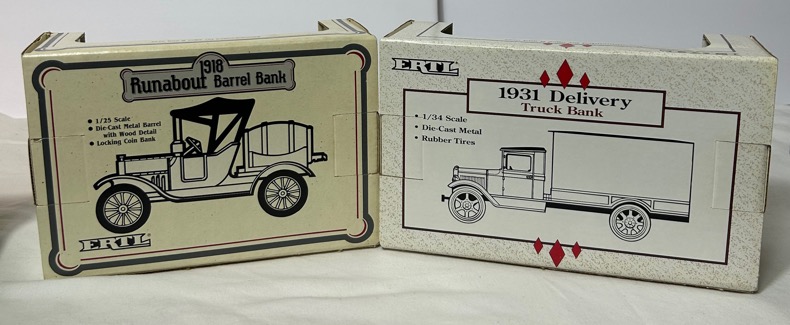 1918
Runabout Barrel Bank
• 1/25 Scale
• Die-Cast Metal Barrel
with Wood Detail
• Locking Coin Bank
ERTL
ERTL
1931 Delivery
Truck Bank
• 1/34 Scale
• Die-Cast Metal
• Rubber Tires